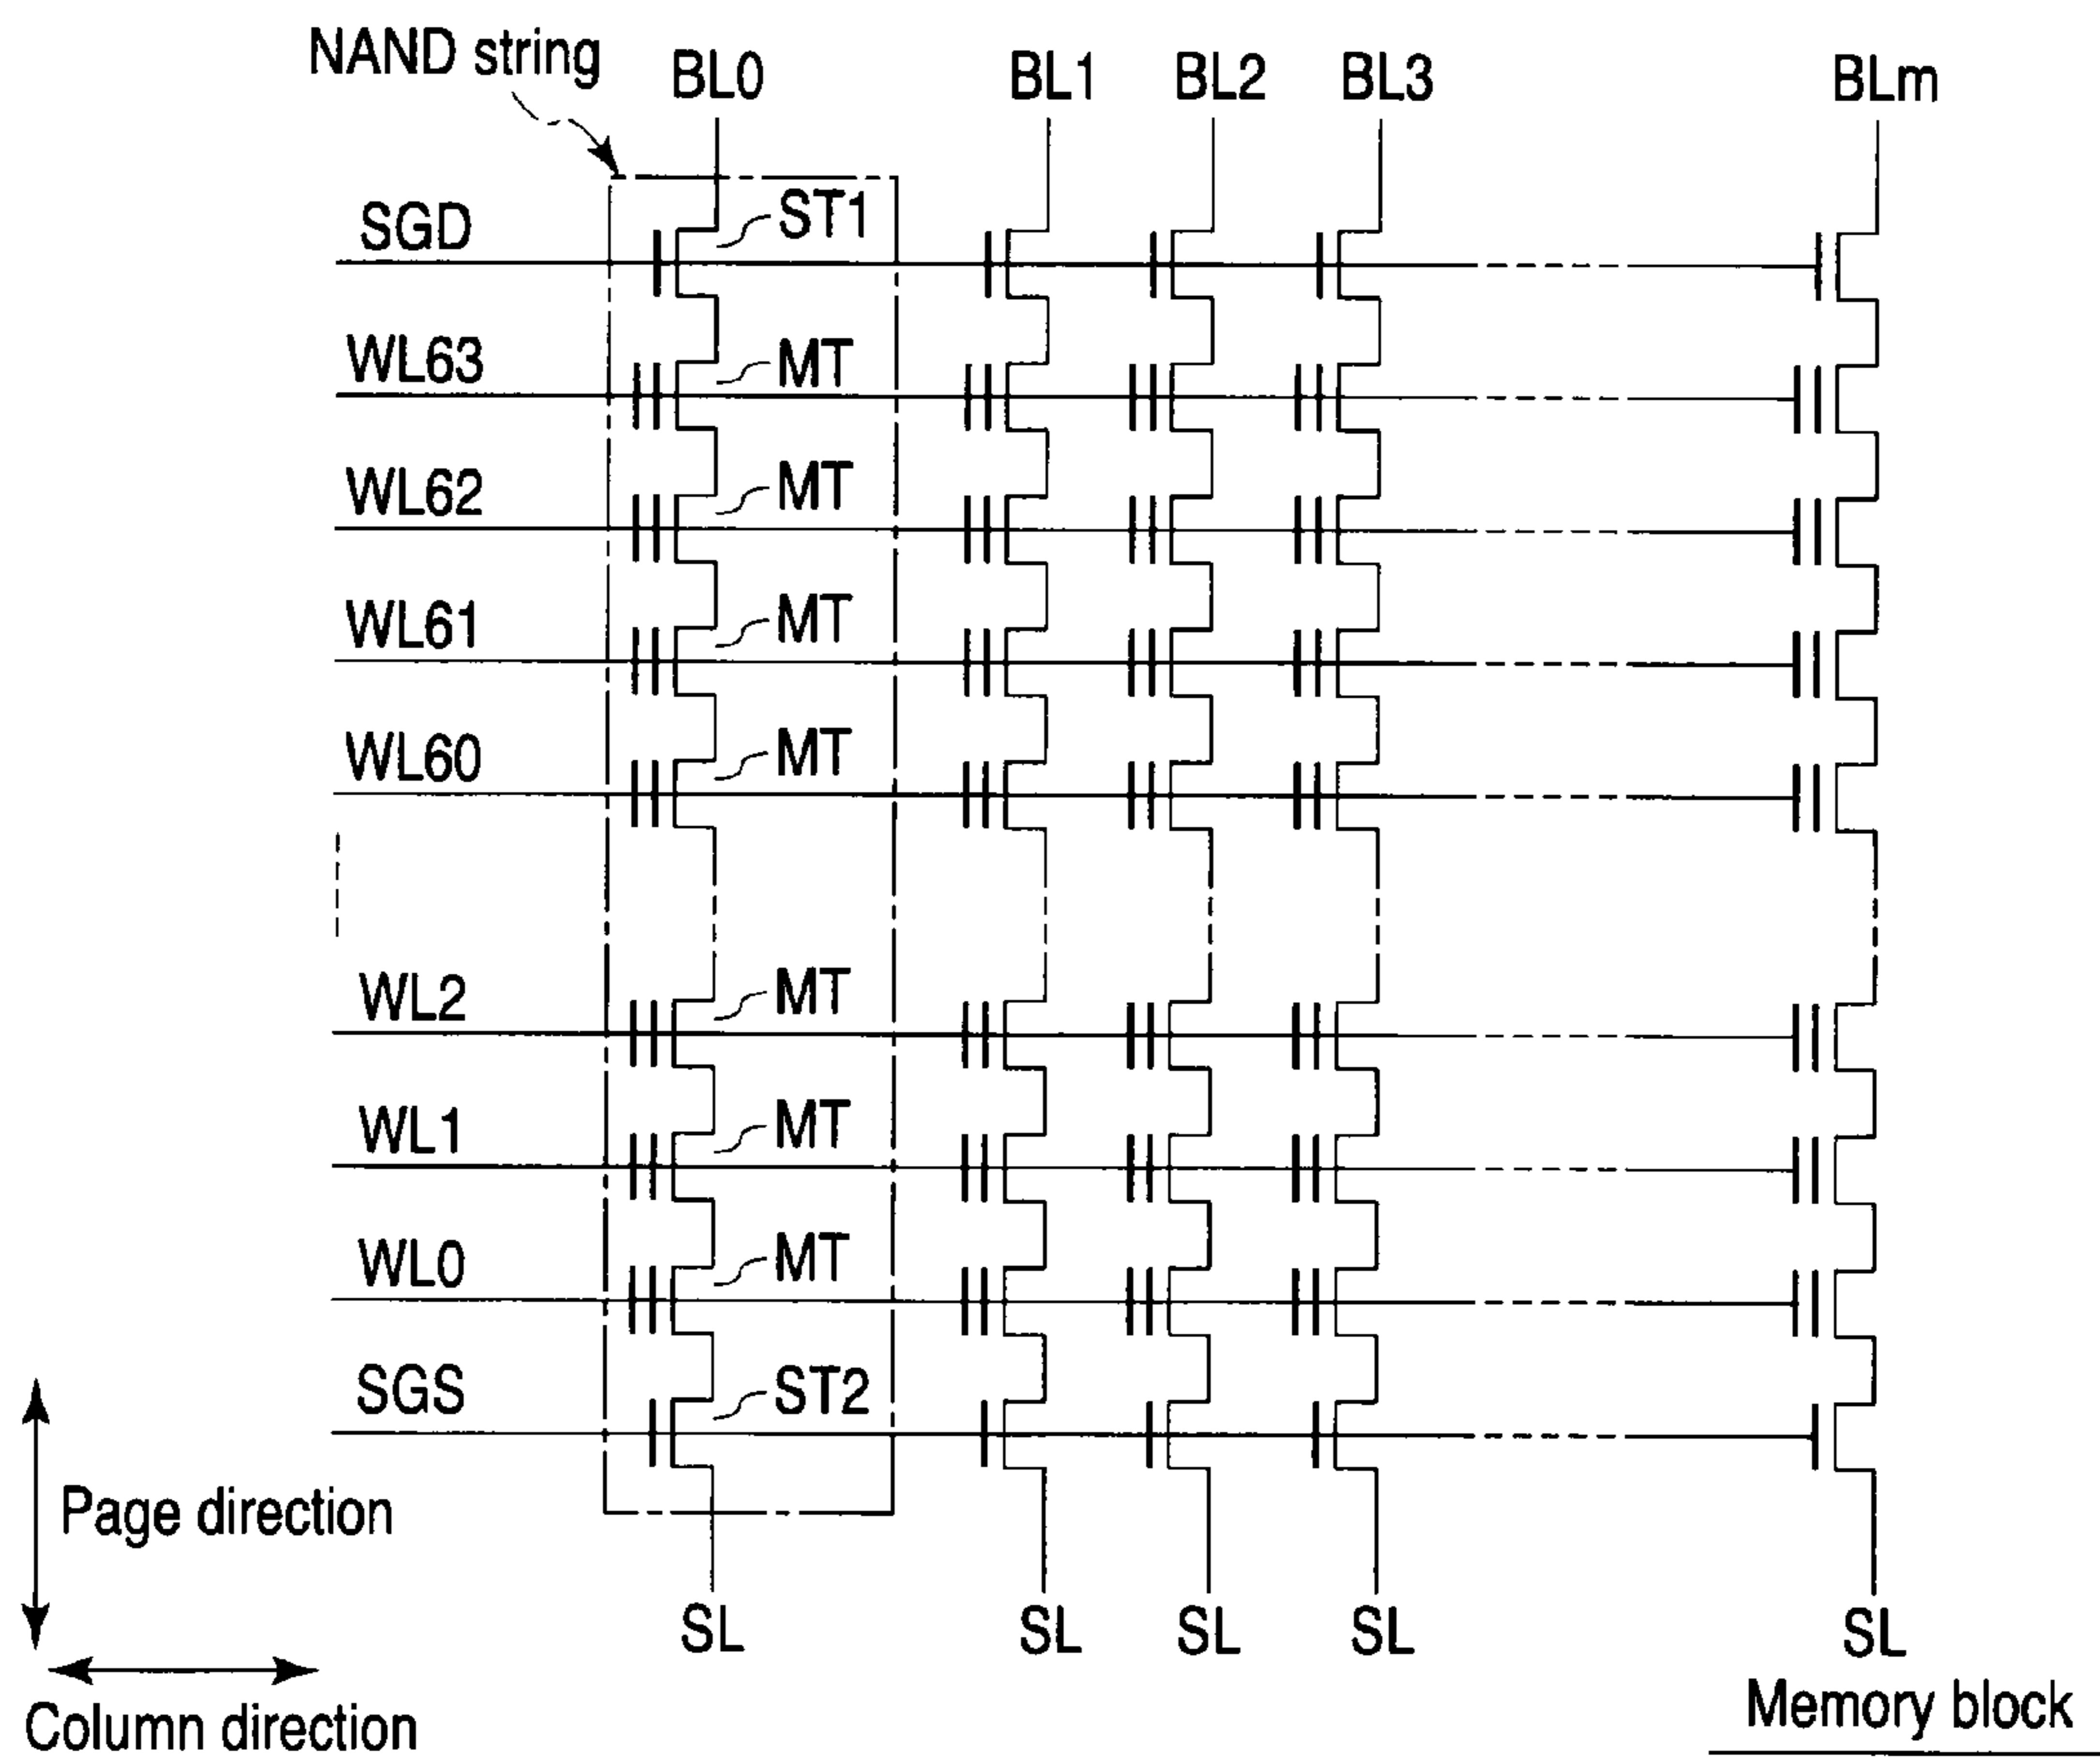 NAND string
BL0
BL1
BL2
BL3
BLm
SGD
ST1
WL63
MT
WL62
MT
WL61
MT
WL60
MT
WL2
MT
WL1
MT
WL0
MT
SGS
ST2
Page direction
SL
SL
SL
SL
SL
Column direction
Memory block